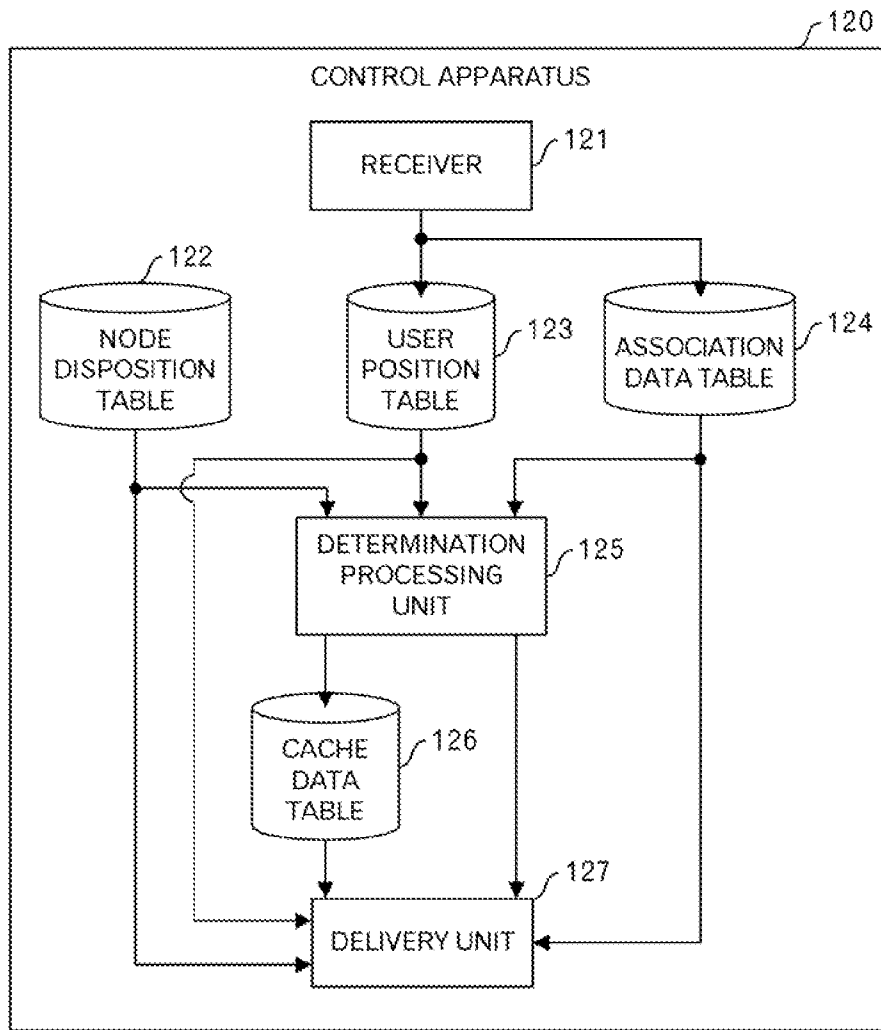 120
CONTROL APPARATUS
RECEIVER
121
122
NODE
DISPOSITION
TABLE
USER
POSITION
TABLE
123
ASSOCIATION
DATA TABLE
124
DETERMINATION
PROCESSING
UNIT
125
CACHE
DATA
TABLE
126
127
DELIVERY UNIT